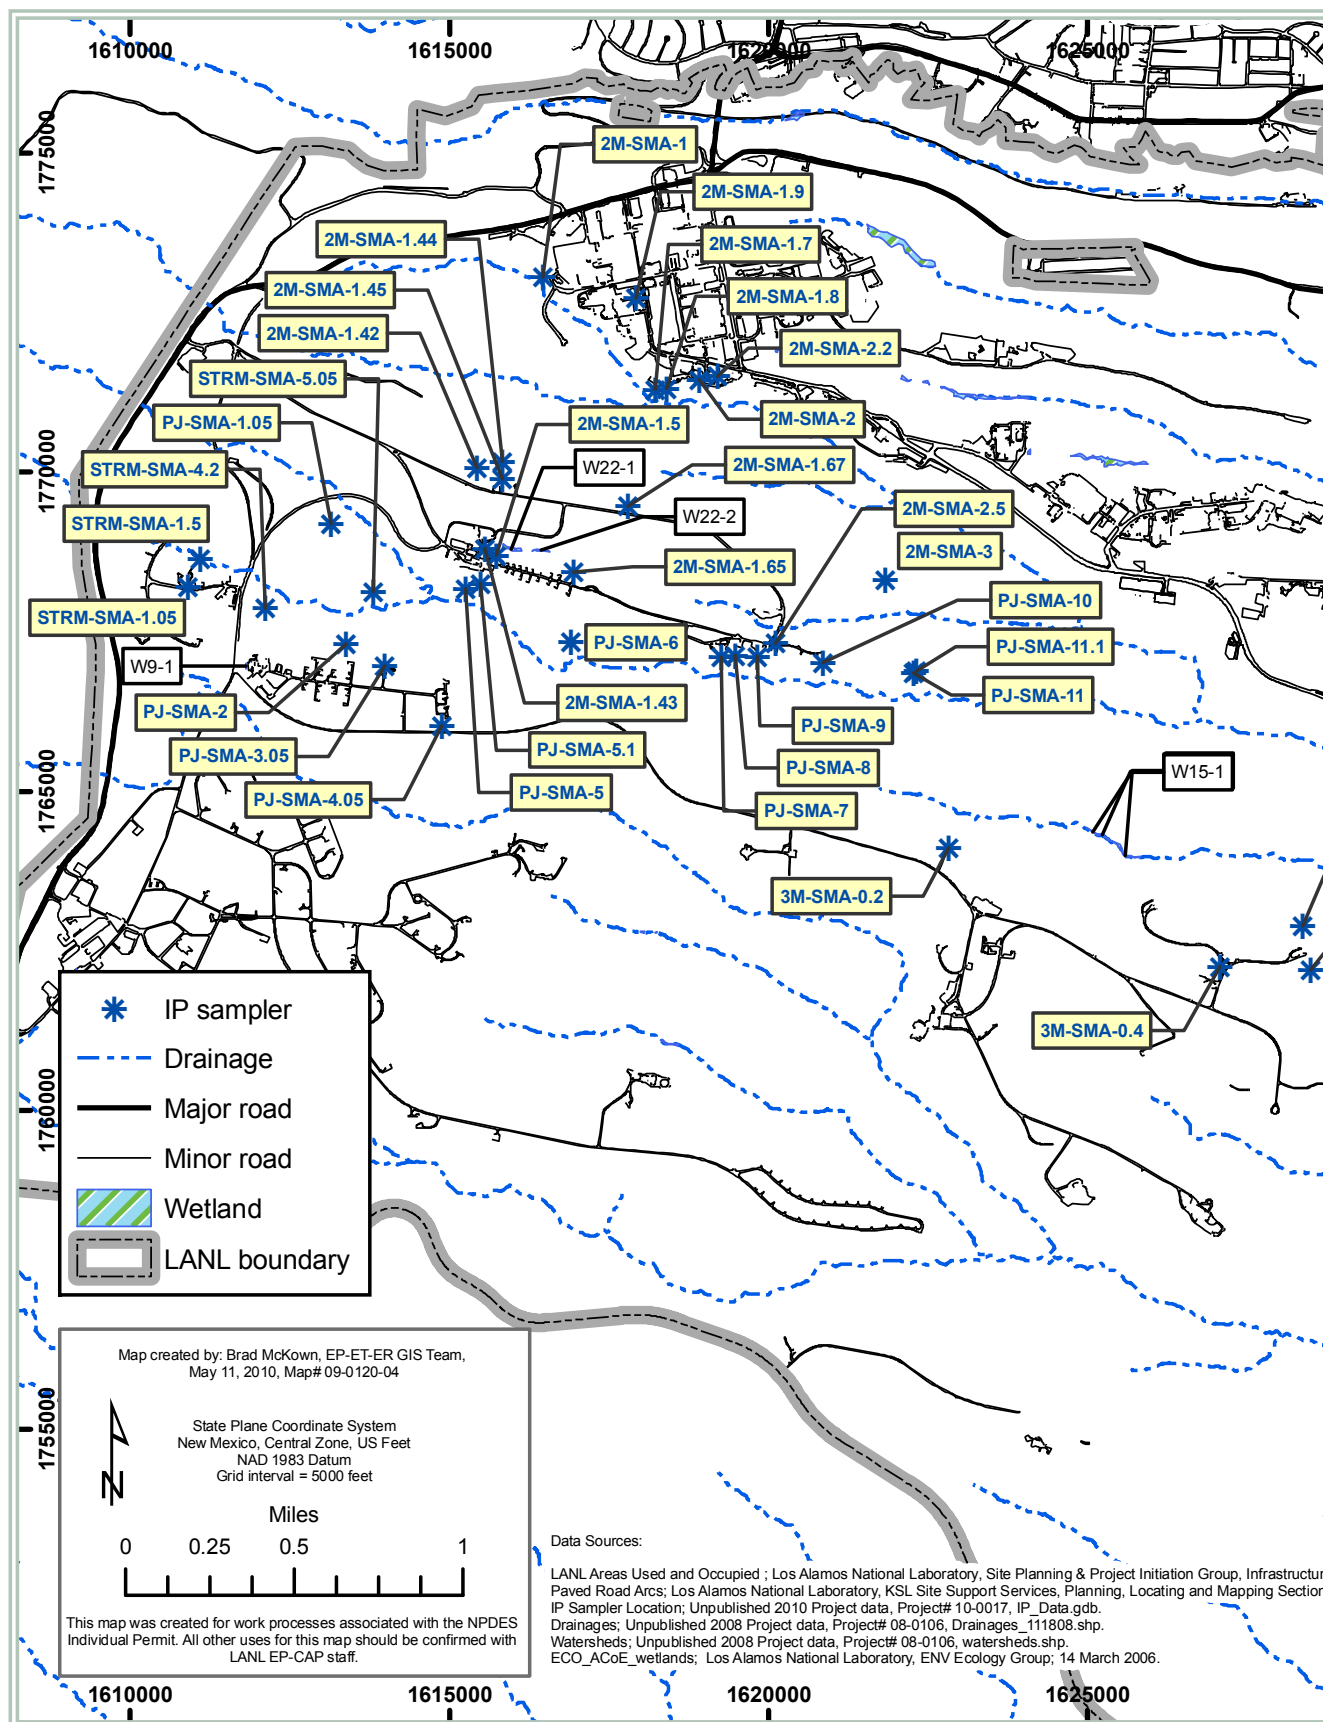 1610000
1615000
1620000
1625000
1775000
1770000
1765000
1760000
1755000
2M-SMA-1
2M-SMA-1.9
2M-SMA-1.44
2M-SMA-1.7
2M-SMA-1.45
2M-SMA-1.8
2M-SMA-1.42
2M-SMA-2.2
STRM-SMA-5.05
PJ-SMA-1.05
2M-SMA-1.5
2M-SMA-2
STRM-SMA-4.2
W22-1
2M-SMA-1.67
STRM-SMA-1.5
W22-2
2M-SMA-2.5
2M-SMA-3
2M-SMA-1.65
PJ-SMA-10
STRM-SMA-1.05
PJ-SMA-6
PJ-SMA-11.1
W9-1
PJ-SMA-11
PJ-SMA-2
2M-SMA-1.43
PJ-SMA-9
PJ-SMA-3.05
PJ-SMA-5.1
PJ-SMA-8
W15-1
PJ-SMA-4.05
PJ-SMA-5
PJ-SMA-7
3M-SMA-0.2
3M-SMA-0.4
IP sampler
Drainage
Major road
Minor road
Wetland
LANL boundary
Map created by: Brad McKown, EP-ET-ER GIS Team,
May 11, 2010, Map# 09-0120-04
State Plane Coordinate System
New Mexico, Central Zone, US Feet
NAD 1983 Datum
Grid interval = 5000 feet
N
Miles
0 0.25 0.5 1
This map was created for work processes associated with the NPDES
Individual Permit. All other uses for this map should be confirmed with
LANL EP-CAP staff.
Data Sources:
LANL Areas Used and Occupied ; Los Alamos National Laboratory, Site Planning & Project Initiation Group, Infrastructur
Paved Road Arcs; Los Alamos National Laboratory, KSL Site Support Services, Planning, Locating and Mapping Section
IP Sampler Location; Unpublished 2010 Project data, Project# 10-0017, IP_Data.gdb.
Drainages; Unpublished 2008 Project data, Project# 08-0106, Drainages_111808.shp.
Watersheds; Unpublished 2008 Project data, Project# 08-0106, watersheds.shp.
ECO_ACoE_wetlands; Los Alamos National Laboratory, ENV Ecology Group; 14 March 2006.
1610000
1615000
1620000
1625000